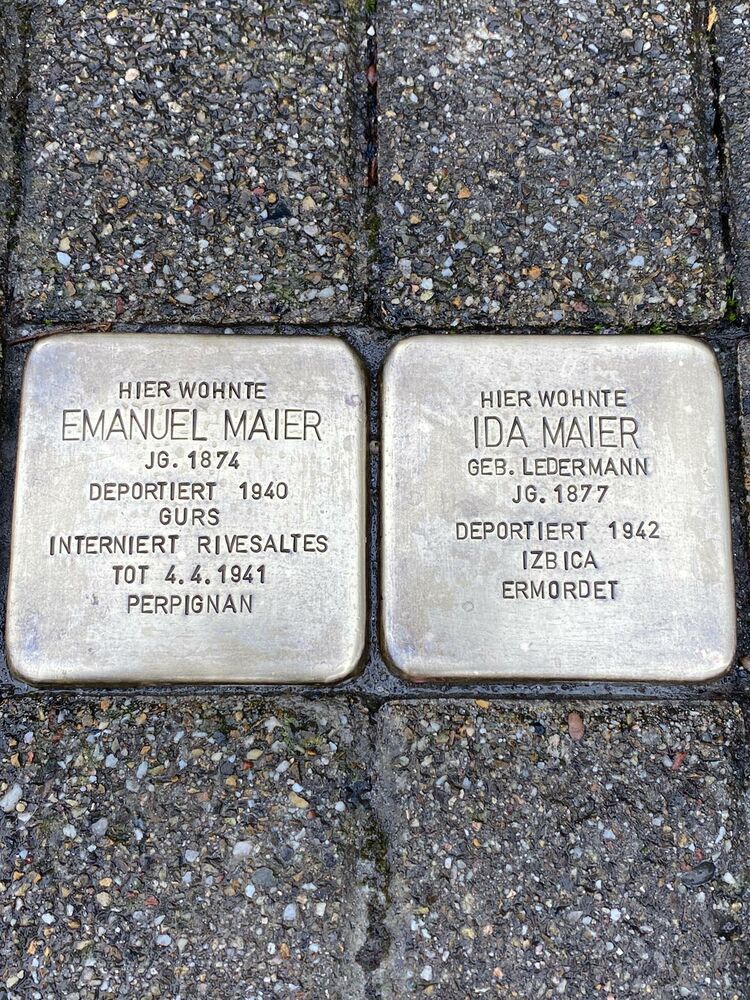 HIER WOHNTE
EMANUEL MAIER
JG. 1874
DEPORTIERT 1940
GURS
INTERNIERT RIVESALTES
TOT 4.4.1941
PERPIGNAN
HIER WOHNTE
IDA MAIER
GEB. LEDERMANN
JG. 1877
DEPORTIERT 1942
IZBICA
ERMORDET